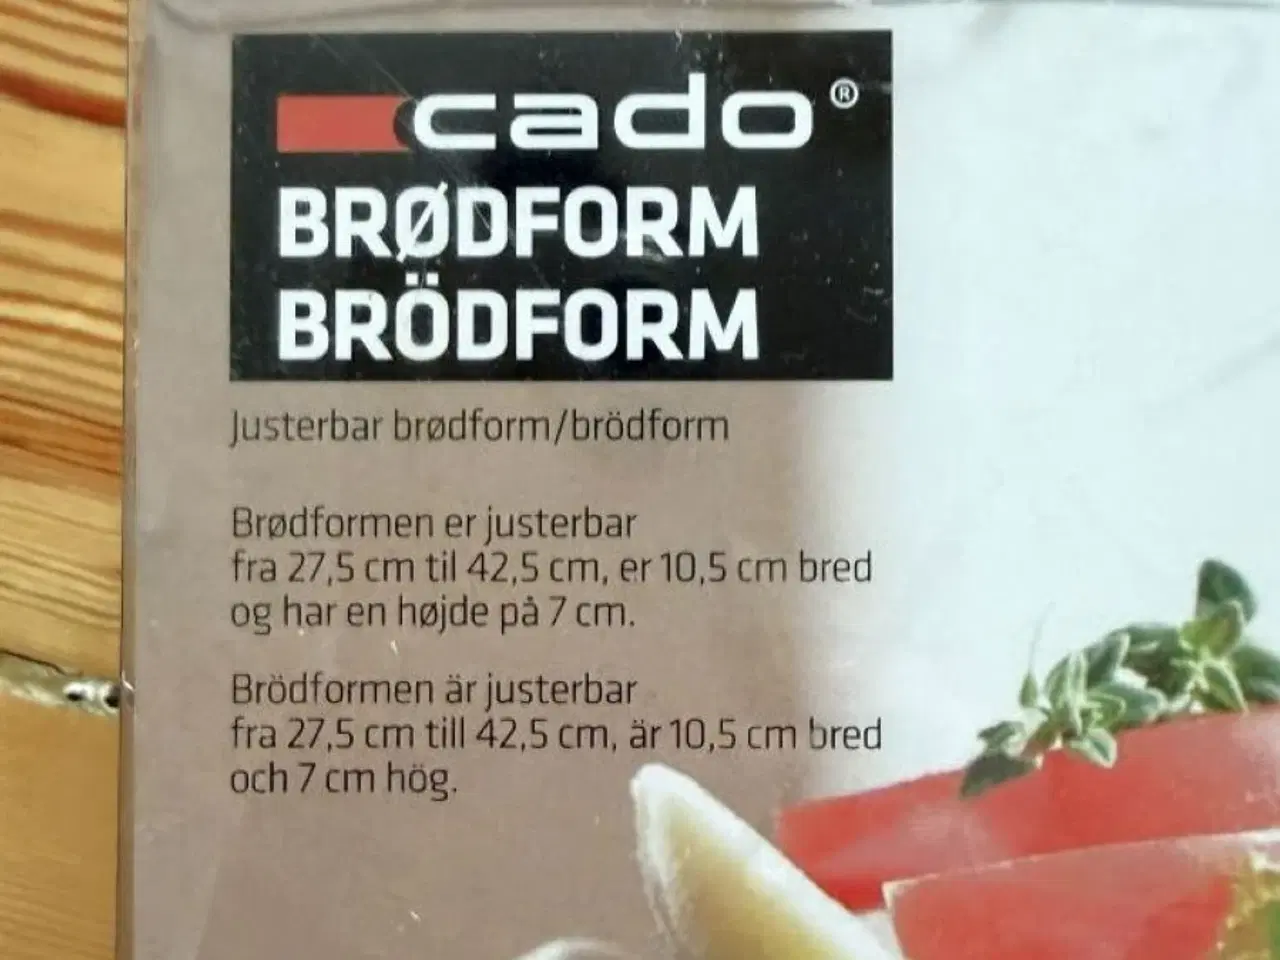 cado®
BRØDFORM
BRÖDFORM
Justerbar brødform/brödform
Brødformen er justerbar
fra 27,5 cm til 42,5 cm, er 10,5 cm bred
og har en højde på 7 cm.
Brödformen är justerbar
fra 27,5 cm till 42,5 cm, är 10,5 cm bred
och 7 cm hög.